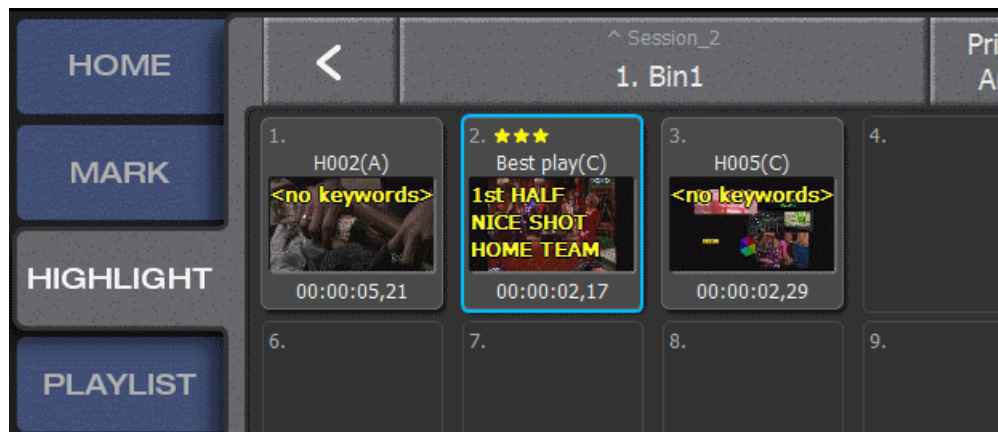 HOME
MARK
HIGHLIGHT
PLAYLIST
<
^ Session_2
1. Bin1
1.
H002(A)
<no keywords>
00:00:05,21
2. ★★★
Best play(C)
1st HALF
NICE SHOT
HOME TEAM
00:00:02,17
3.
H005(C)
<no keywords>
00:00:02,29
4.
6.
7.
8.
9.